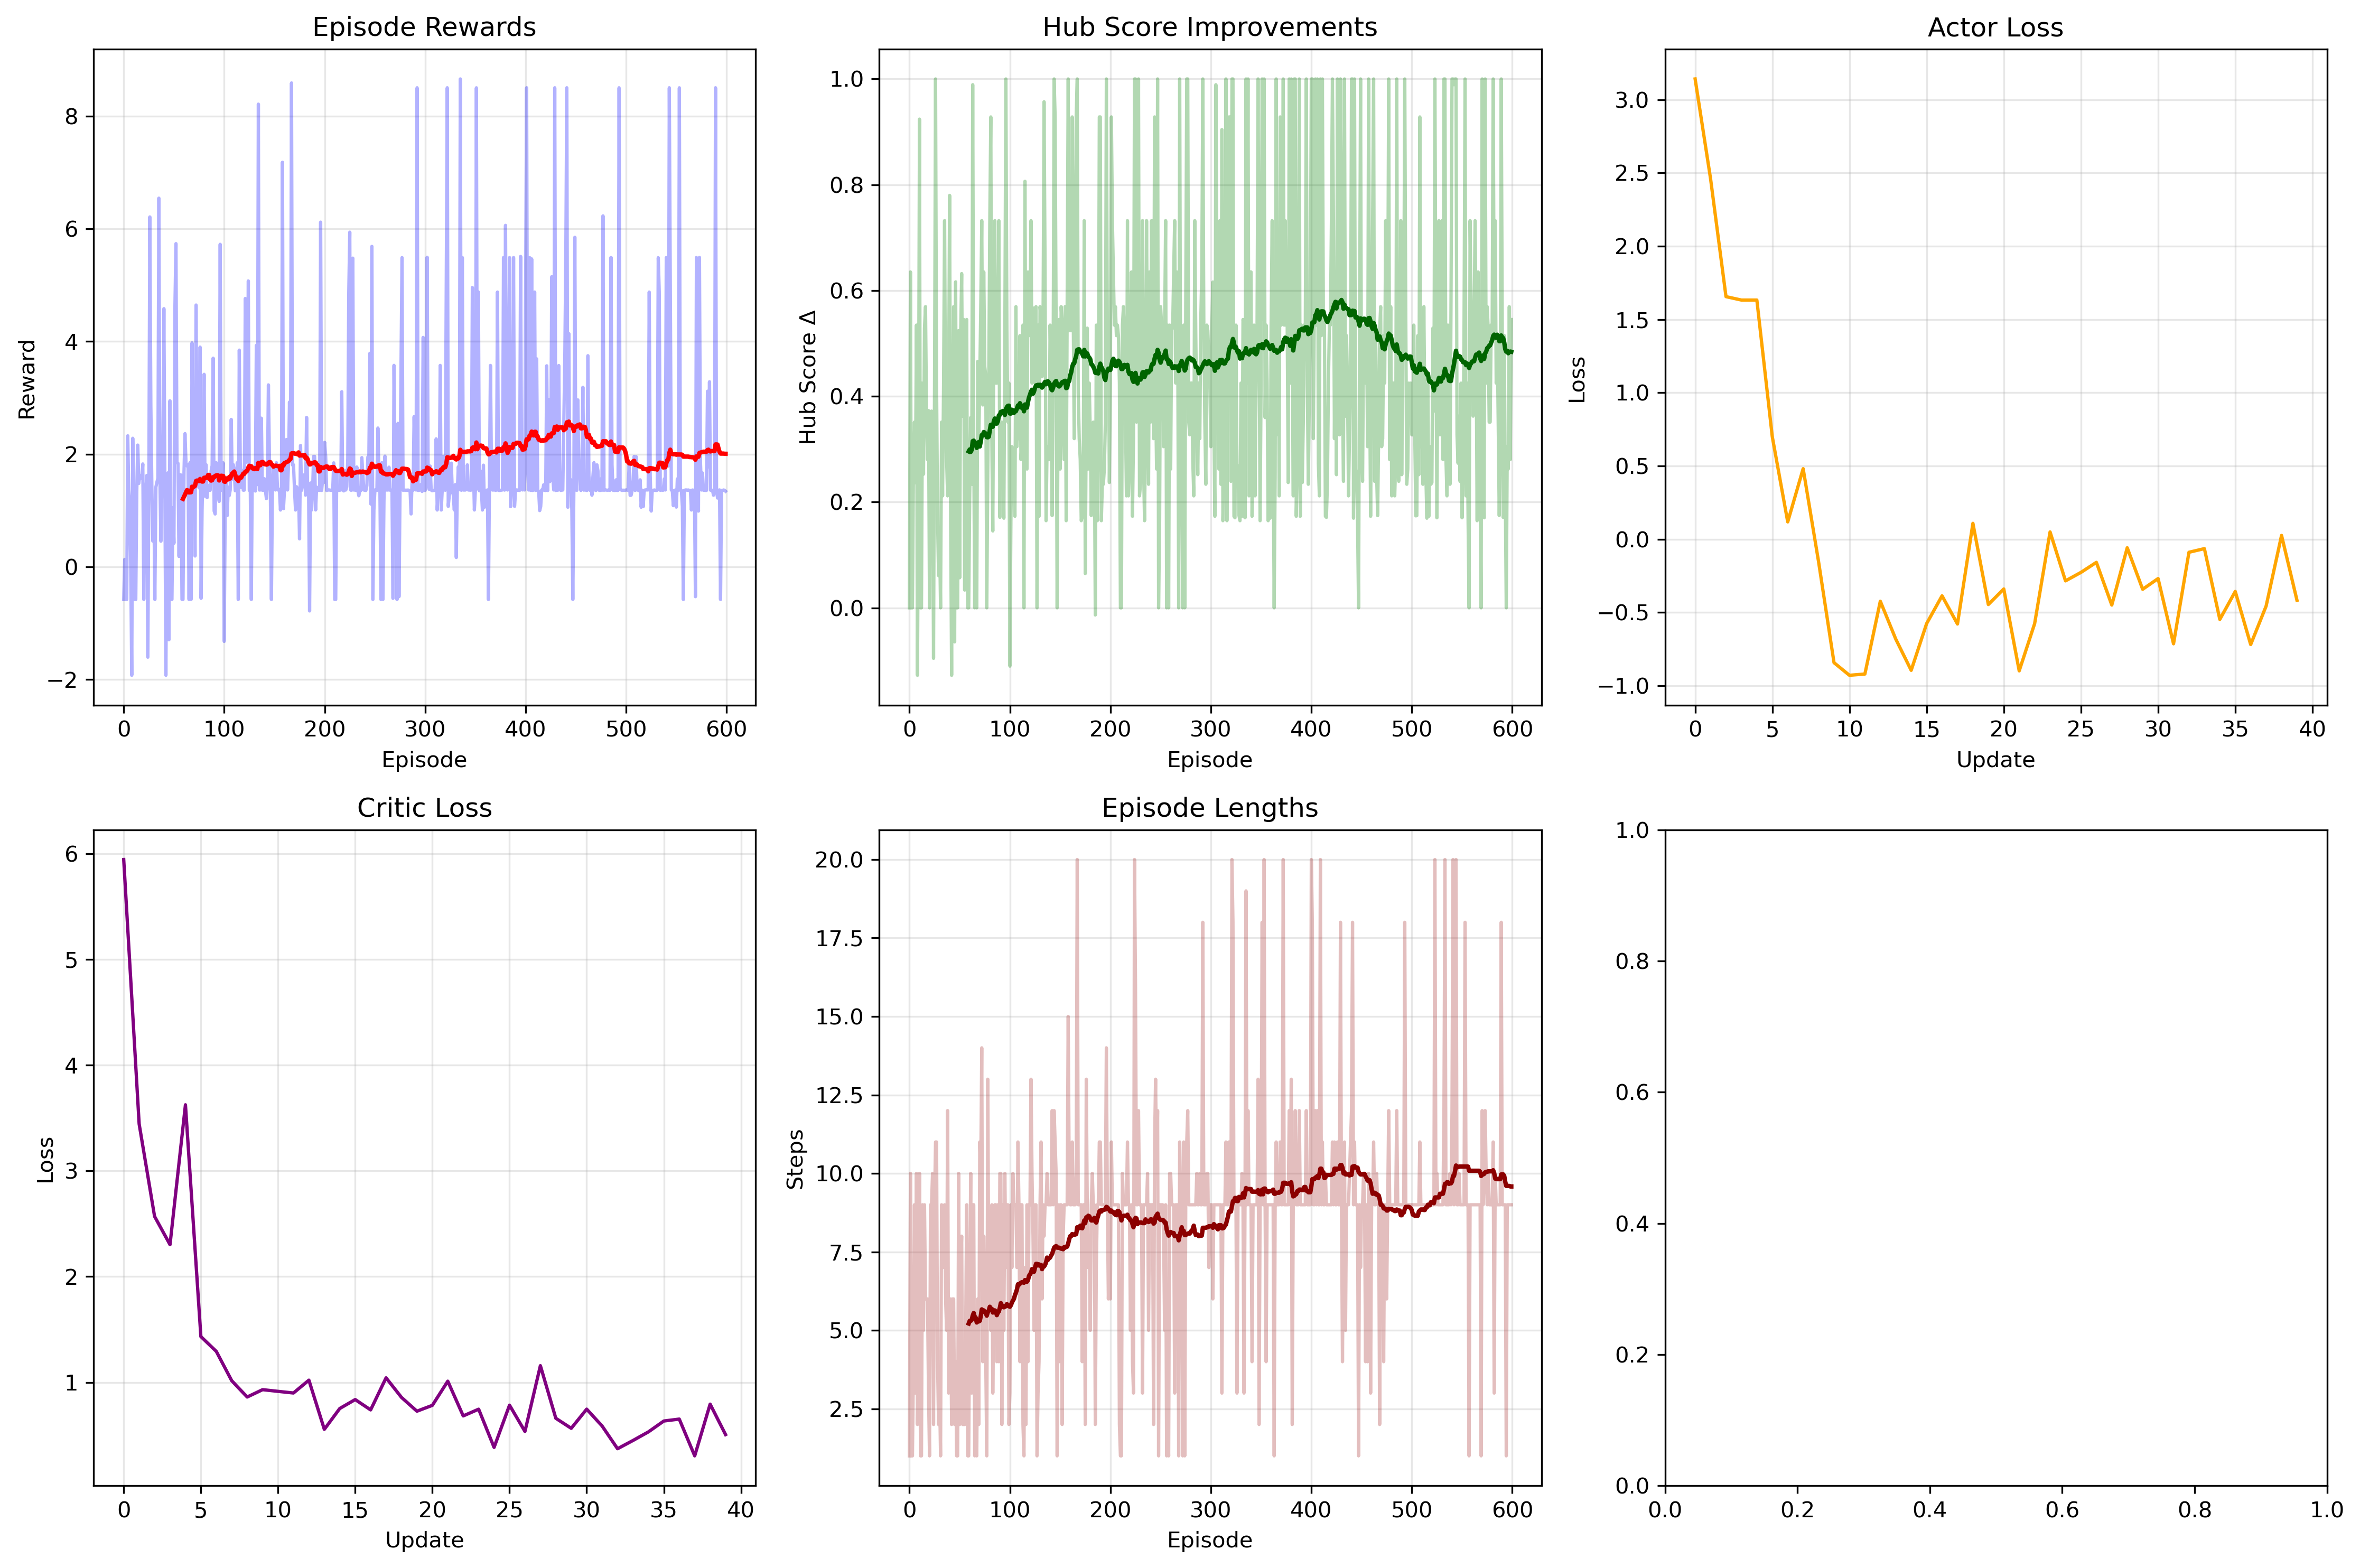 Episode Rewards
Reward
8
6
4
2
0
−2
0 100 200 300 400 500 600
Episode
Hub Score Improvements
Hub Score Δ
1.0
0.8
0.6
0.4
0.2
0.0
0 100 200 300 400 500 600
Episode
Actor Loss
Loss
3.0
2.5
2.0
1.5
1.0
0.5
0.0
−0.5
−1.0
0 5 10 15 20 25 30 35 40
Update
Critic Loss
Loss
6
5
4
3
2
1
0 5 10 15 20 25 30 35 40
Update
Episode Lengths
Steps
20.0
17.5
15.0
12.5
10.0
7.5
5.0
2.5
0 100 200 300 400 500 600
Episode
1.0
0.8
0.6
0.4
0.2
0.0
0.0 0.2 0.4 0.6 0.8 1.0